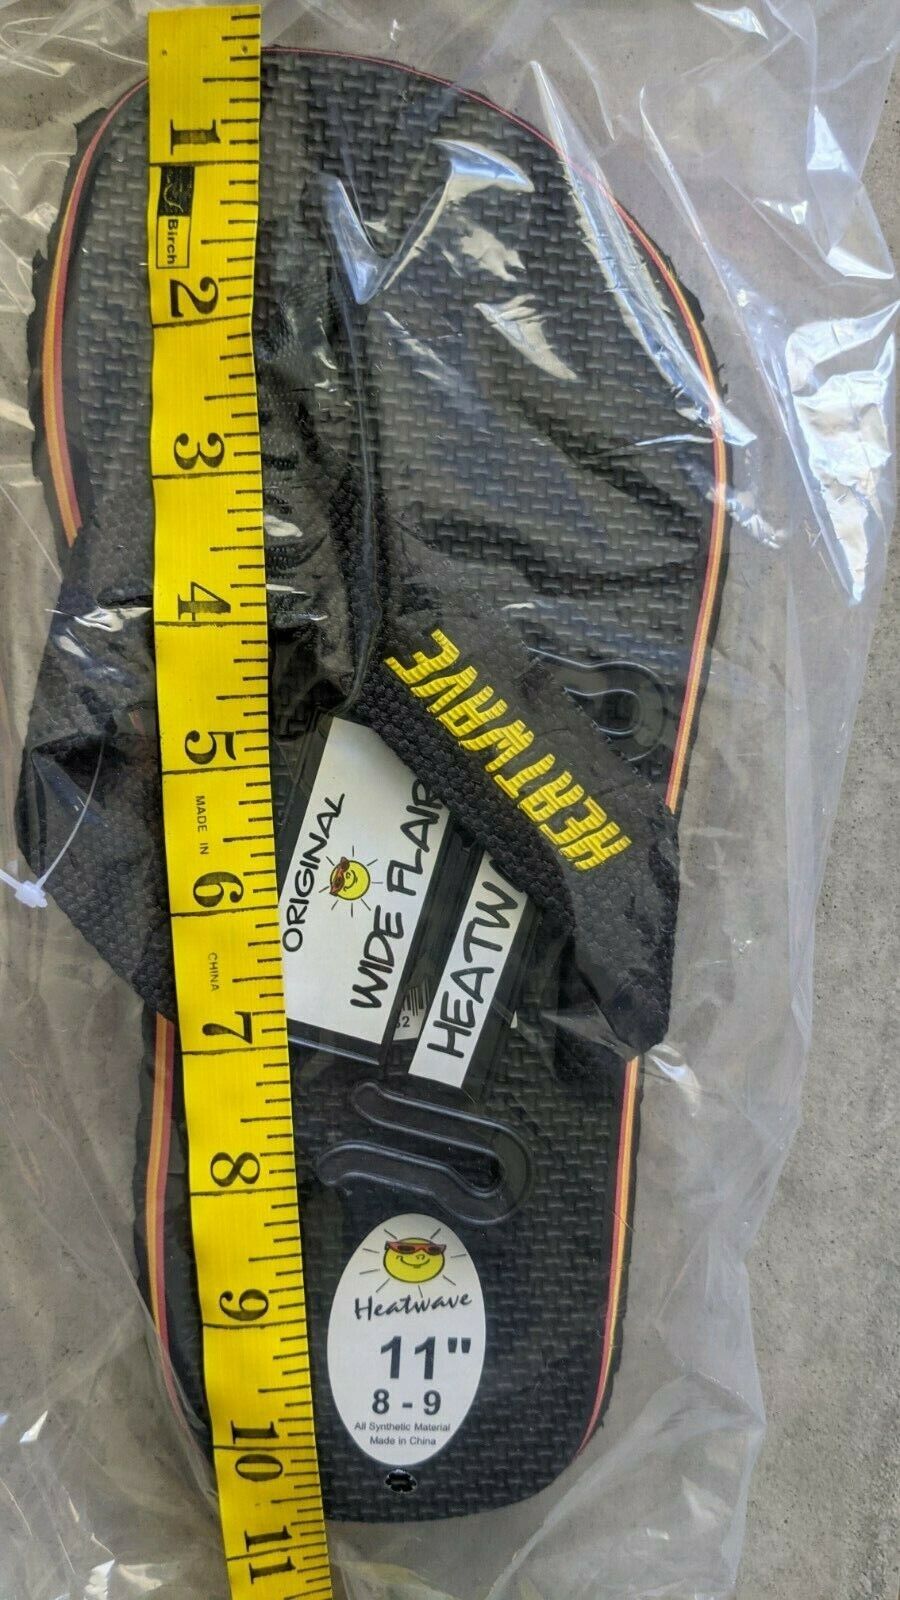 1
Birch
2
3
4
5
MADE IN
6
CHINA
7
8
9
10
11
HEATWAVE
ORIGINAL
WIDE FLAIR
HEATW
Heatwave
11"
8 - 9
All Synthetic Material
Made in China